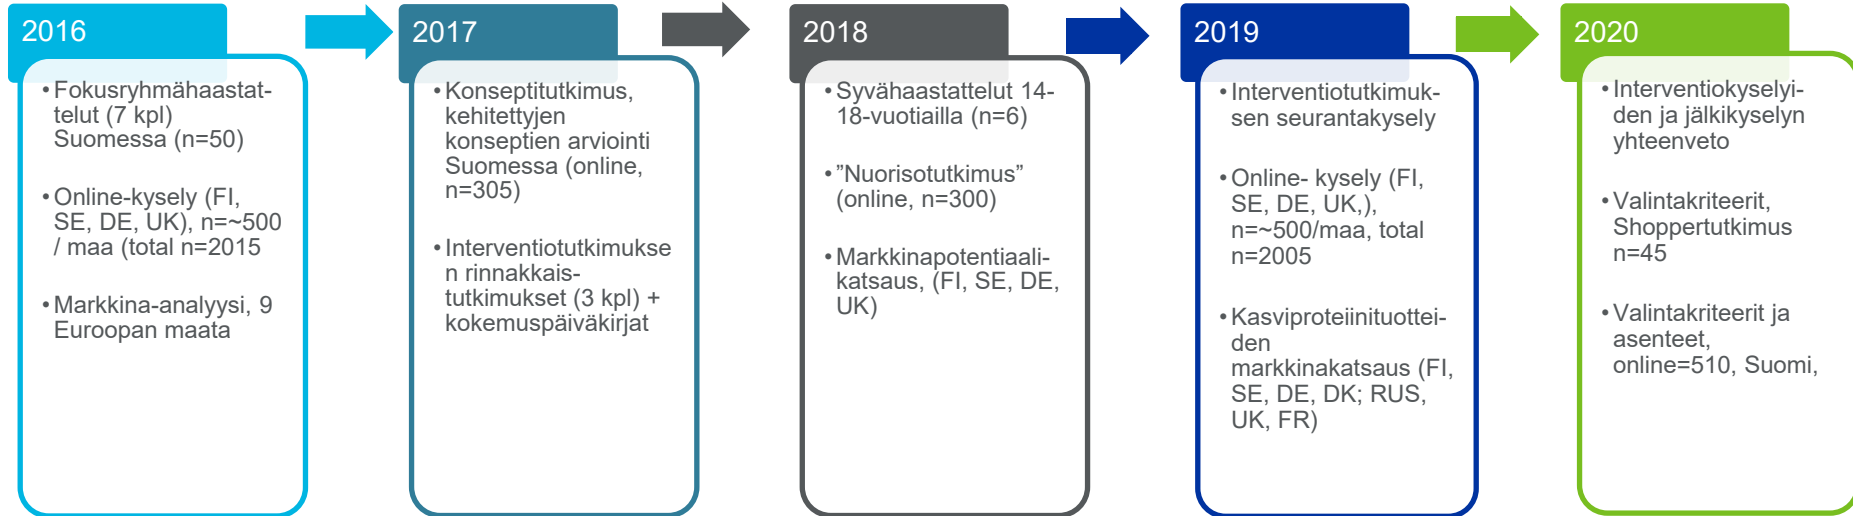 2016
•Fokusryhmähaastat-
telut (7 kpl)
Suomessa (n=50)
•Online-kysely (FI,
SE, DE, UK), n=~500
/ maa (total n=2015
•Markkina-analyysi, 9
Euroopan maata
2017
•Konseptitutkimus,
kehitettyjen
konseptien arviointi
Suomessa (online,
n=305)
•Interventiotutkimukse
n rinnakkais-
tutkimukset (3 kpl) +
kokemuspäiväkirjat
2018
•Syvähaastattelut 14-
18-vuotiailla (n=6)
•”Nuorisotutkimus”
(online, n=300)
•Markkinapotentiaali-
katsaus, (FI, SE, DE,
UK)
2019
•Interventiotutkimuk-
sen seurantakysely
•Online- kysely (FI,
SE, DE, UK,),
n=~500/maa, total
n=2005
•Kasviproteiinituottei-
den
markkinakatsaus (FI,
SE, DE, DK; RUS,
UK, FR)
2020
•Interventiokyselyi-
den ja jälkikyselyn
yhteenveto
•Valintakriteerit,
Shoppertutkimus
n=45
•Valintakriteerit ja
asenteet,
online=510, Suomi,